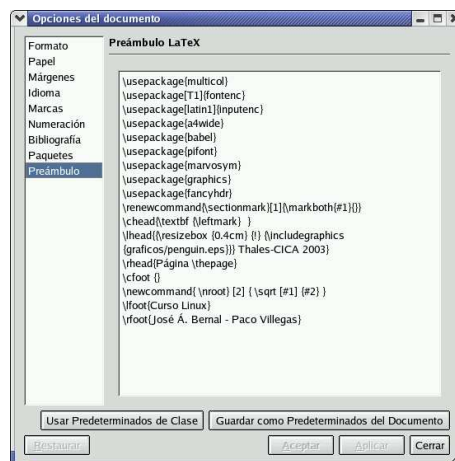 Opciones del documento
Formato
Papel
Márgenes
Idioma
Marcas
Numeración
Bibliografía
Paquetes
Preámbulo
Preámbulo LaTeX
\usepackage{multicol}
\usepackage[T1]{fontenc}
\usepackage[latin1]{inputenc}
\usepackage{a4wide}
\usepackage{babel}
\usepackage{pifont}
\usepackage{marvosym}
\usepackage{graphics}
\usepackage{fancyhdr}
\renewcommand{\sectionmark}[1]{\markboth{#1}{}}
\chead{\textbf {\leftmark}  }
\lhead{{\resizebox {0.4cm} {!} {\includegraphics
{graficos/penguin.eps}}} Thales-CICA 2003}
\rhead{Página \thepage}
\cfoot {}
\newcommand{ \nroot} [2] { \sqrt [#1] {#2} }
\lfoot{Curso Linux}
\rfoot{José Á. Bernal - Paco Villegas}
Usar Predeterminados de Clase
Guardar como Predeterminados del Documento
Restaurar
Aceptar
Aplicar
Cerrar